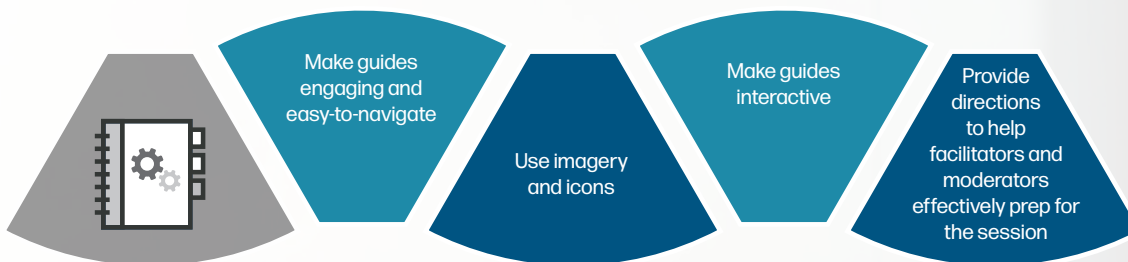 Make guides
engaging and
easy-to-navigate
Use imagery
and icons
Make guides
interactive
Provide
directions
to help
facilitators and
moderators
effectively prep for
the session